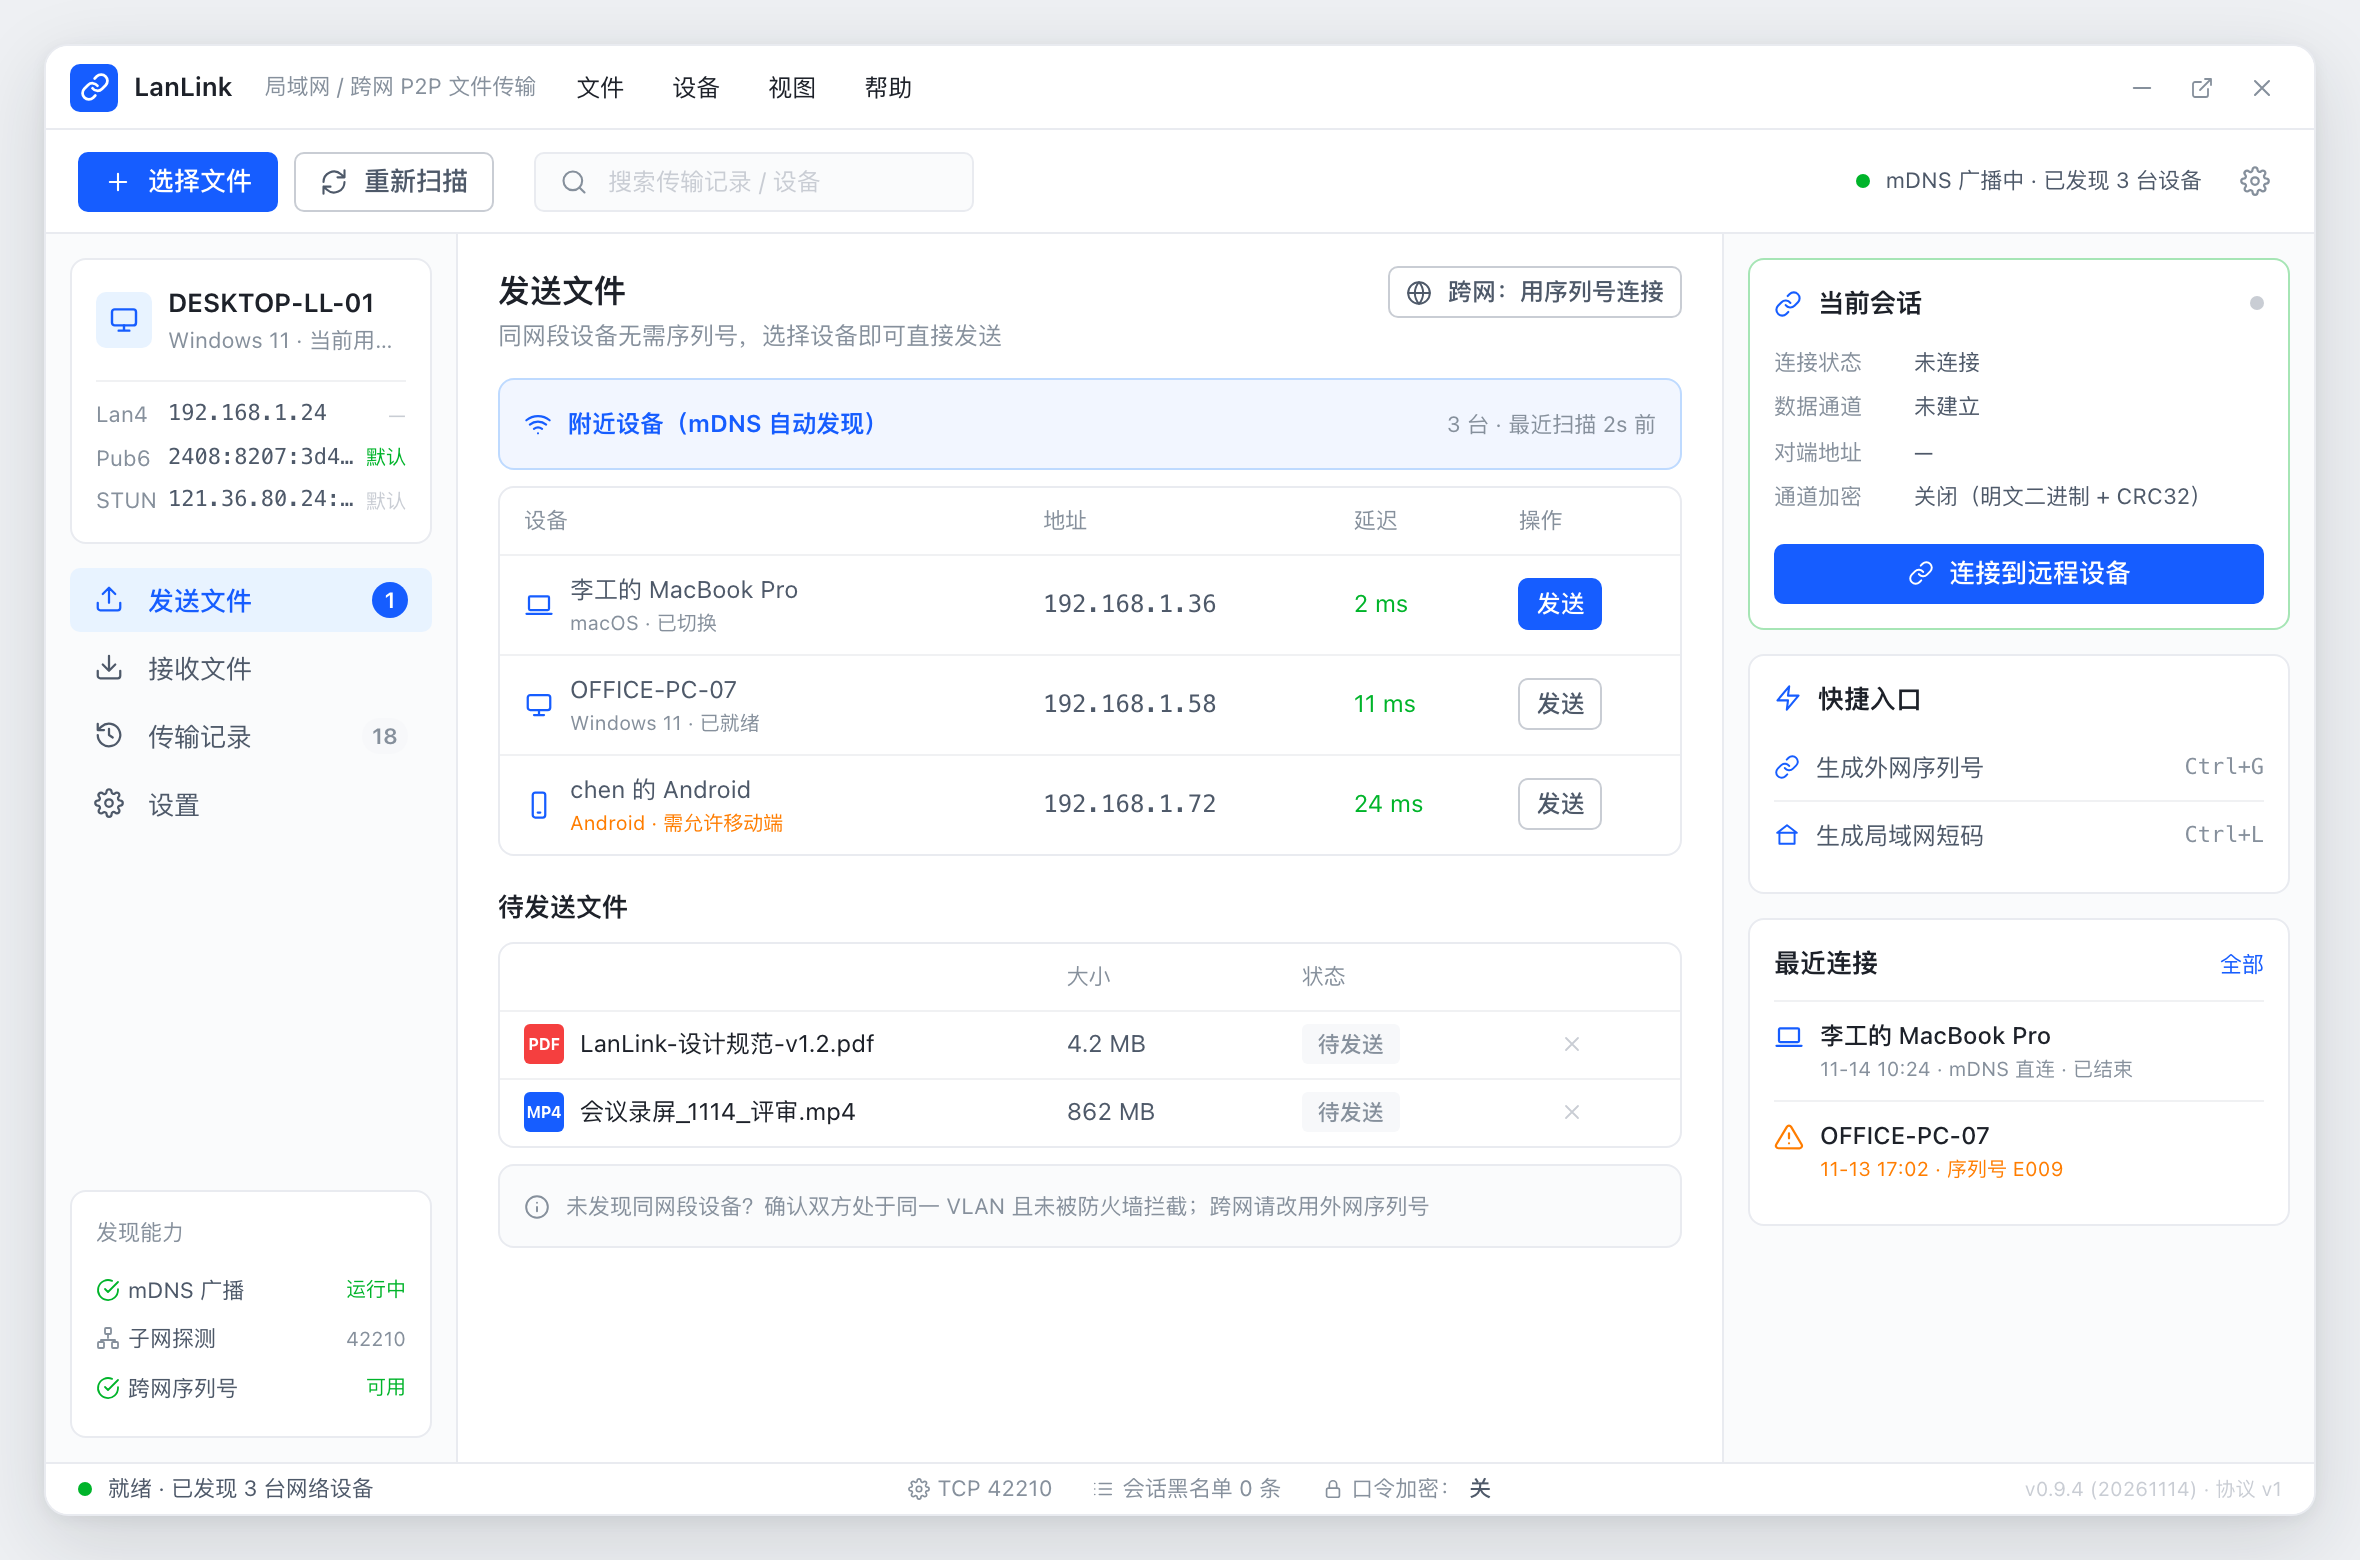 LanLink 局域网 / 跨网 P2P 文件传输 文件 设备 视图 帮助
选择文件 重新扫描 搜索传输记录 / 设备 mDNS 广播中 · 已发现 3 台设备
DESKTOP-LL-01
Windows 11 · 当前用...
Lan4 192.168.1.24 —
Pub6 2408:8207:3d4… 默认
STUN 121.36.80.24:… 默认
发送文件 1
接收文件
传输记录 18
设置
发现能力
mDNS 广播 运行中
子网探测 42210
跨网序列号 可用
发送文件
同网段设备无需序列号，选择设备即可直接发送
跨网：用序列号连接
附近设备（mDNS 自动发现） 3 台 · 最近扫描 2s 前
设备 地址 延迟 操作
李工的 MacBook Pro
macOS · 已切换
192.168.1.36 2 ms 发送
OFFICE-PC-07
Windows 11 · 已就绪
192.168.1.58 11 ms 发送
chen 的 Android
Android · 需允许移动端
192.168.1.72 24 ms 发送
待发送文件
大小 状态
PDF LanLink-设计规范-v1.2.pdf 4.2 MB 待发送
MP4 会议录屏_1114_评审.mp4 862 MB 待发送
未发现同网段设备？确认双方处于同一 VLAN 且未被防火墙拦截；跨网请改用外网序列号
当前会话
连接状态 未连接
数据通道 未建立
对端地址 —
通道加密 关闭（明文二进制 + CRC32）
连接到远程设备
快捷入口
生成外网序列号 Ctrl+G
生成局域网短码 Ctrl+L
最近连接 全部
李工的 MacBook Pro
11-14 10:24 · mDNS 直连 · 已结束
OFFICE-PC-07
11-13 17:02 · 序列号 E009
就绪 · 已发现 3 台网络设备 TCP 42210 会话黑名单 0 条 口令加密： 关 v0.9.4 (20261114) · 协议 v1